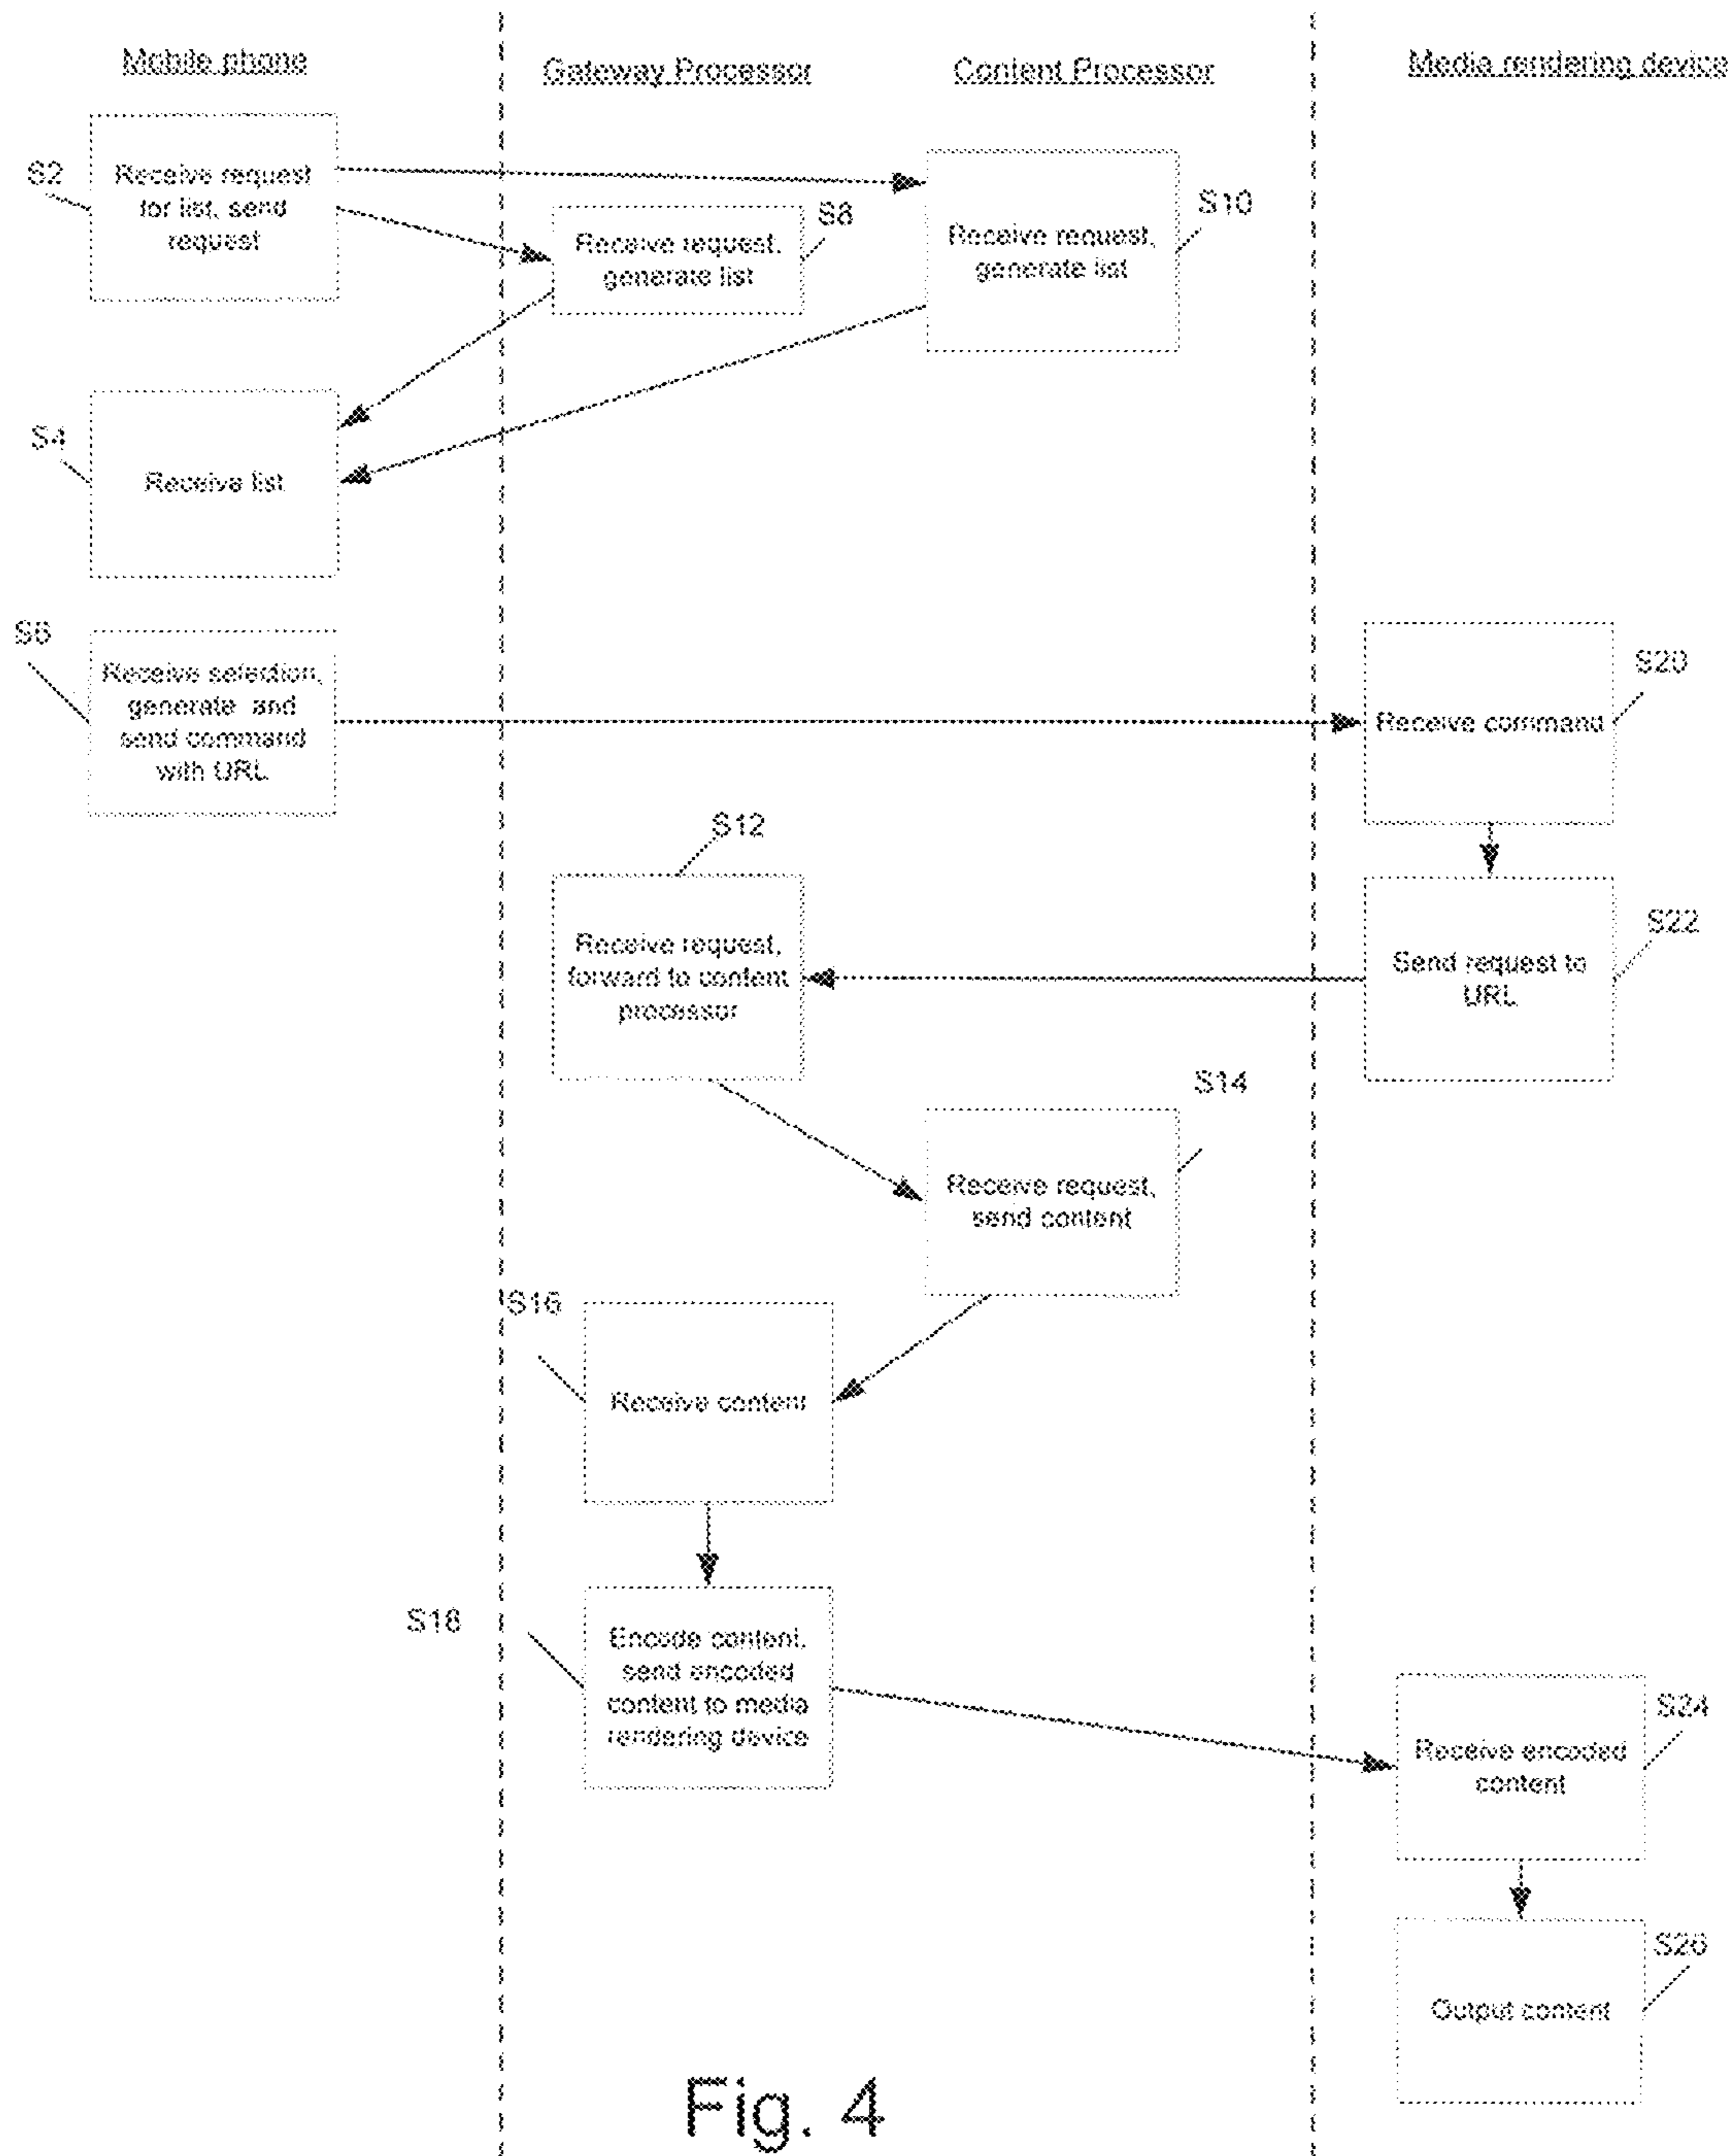 Mobile phone
Gateway Processor
Content Processor
Media rendering device
S2
Receive request
for list, send
request
S8
Receive request,
generate list
S10
Receive request,
generate list
S4
Receive list
S6
Receive selection,
generate and
send command
with URL
S20
Receive command
S12
Receive request,
forward to content
processor
S22
Send request to
URL
S14
Receive request,
send content
S16
Receive content
S18
Encode content,
send encoded
content to media
rendering device
S24
Receive encoded
content
S26
Output content
Fig. 4